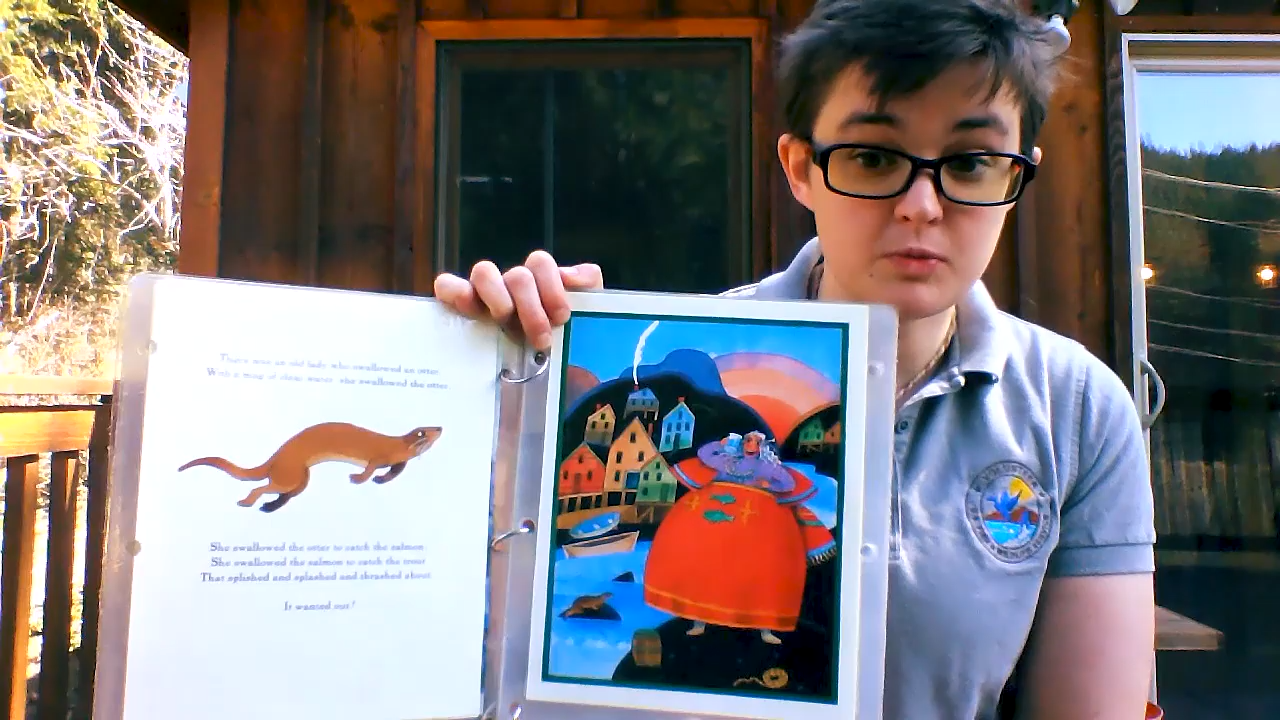 There was an old lady who swallowed an otter.
With a mug of clear water, she swallowed the otter.
She swallowed the otter to catch the salmon.
She swallowed the salmon to catch the trout
That splished and splashed and thrashed about.
It wanted out!
VOLUNTEER